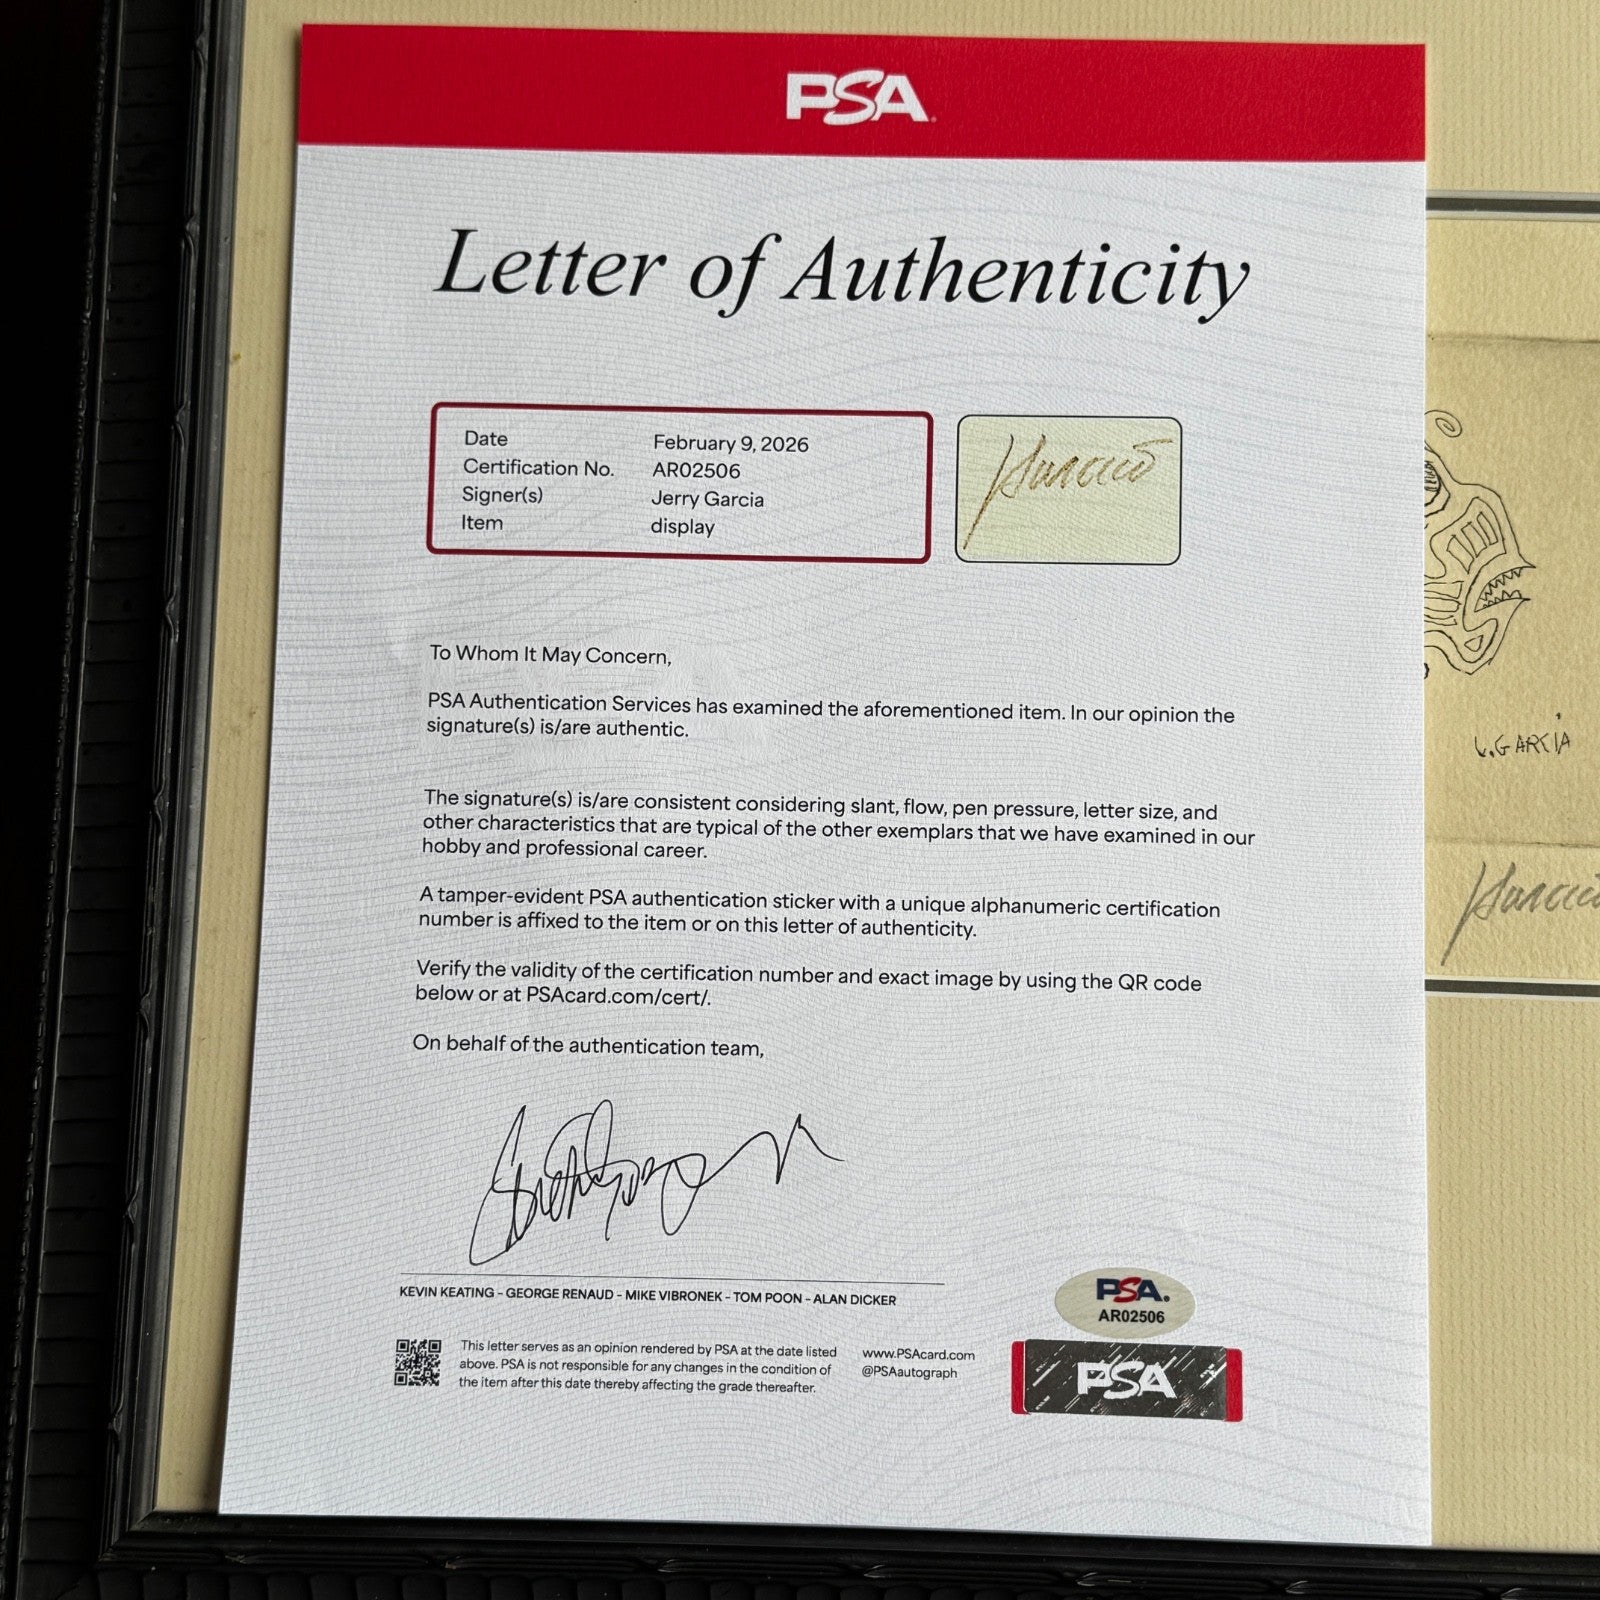 PSA
Letter of Authenticity
Date February 9, 2026
Certification No. AR02506
Signer(s) Jerry Garcia
Item display
To Whom It May Concern,
PSA Authentication Services has examined the aforementioned item. In our opinion the
signature(s) is/are authentic.
The signature(s) is/are consistent considering slant, flow, pen pressure, letter size, and
other characteristics that are typical of the other exemplars that we have examined in our
hobby and professional career.
A tamper-evident PSA authentication sticker with a unique alphanumeric certification
number is affixed to the item or on this letter of authenticity.
Verify the validity of the certification number and exact image by using the QR code
below or at PSAcard.com/cert/.
On behalf of the authentication team,
KEVIN KEATING - GEORGE RENAUD - MIKE VIBRONEK - TOM POON - ALAN DICKER
This letter serves as an opinion rendered by PSA at the date listed
above. PSA is not responsible for any changes in the condition of
the item after this date thereby affecting the grade thereafter.
www.PSAcard.com
@PSAautograph
PSA.
AR02506
PSA
GARCIA